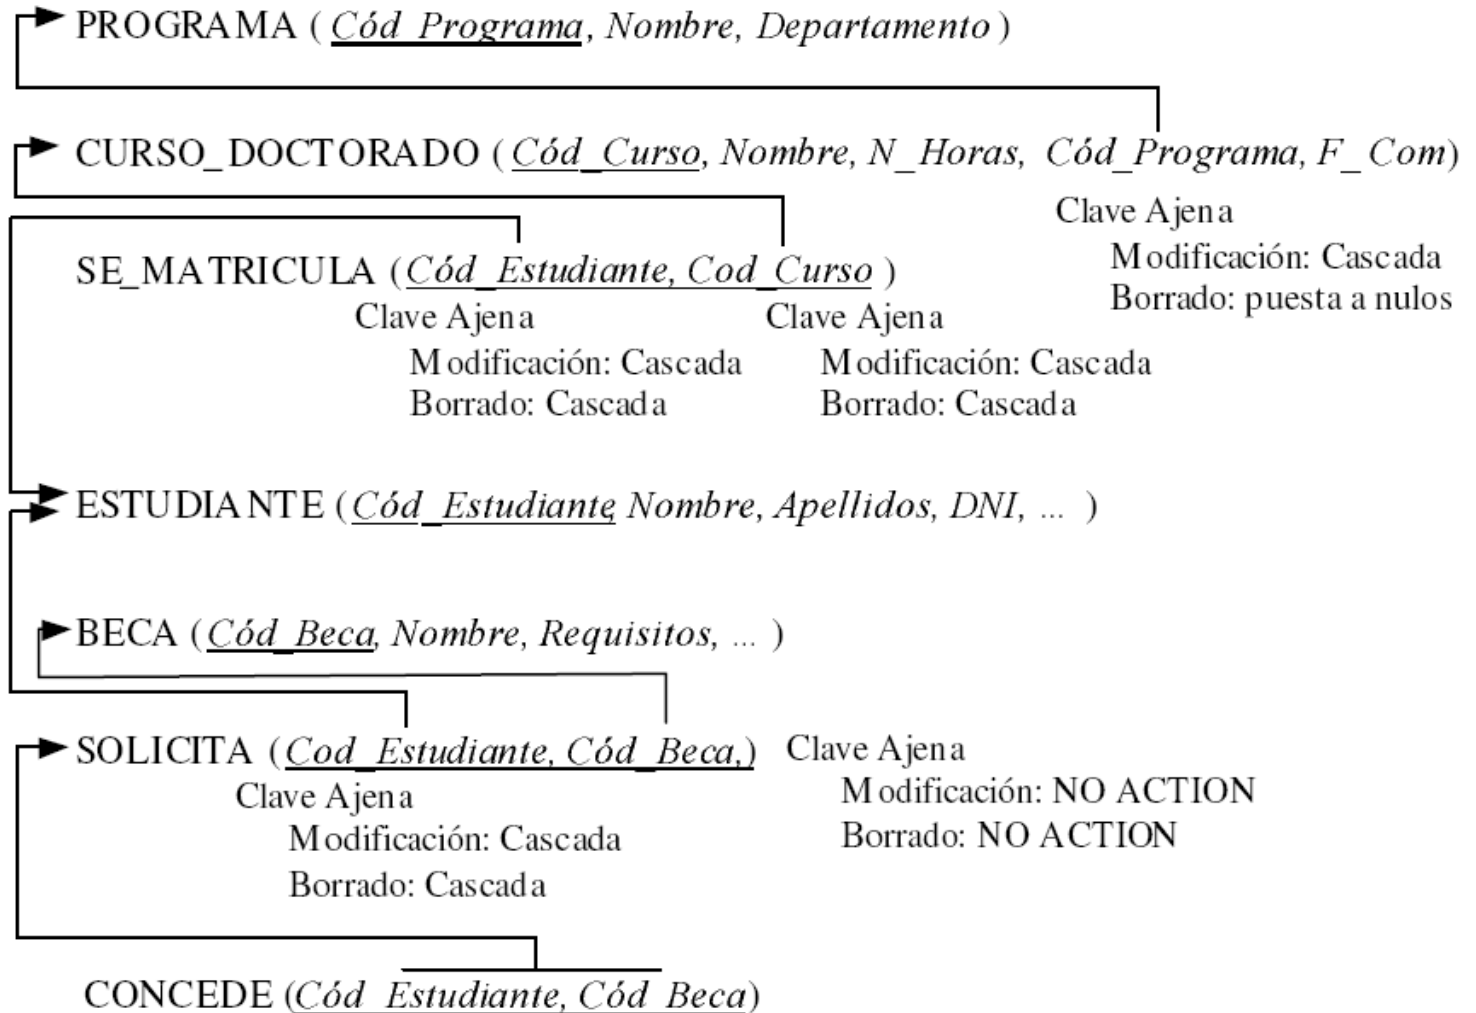 PROGRAMA ( Cód_Programa, Nombre, Departamento )
CURSO_DOCTORADO ( Cód_Curso, Nombre, N_Horas, Cód_Programa, F_Com)
Clave Ajena
Modificación: Cascada
Borrado: puesta a nulos
SE_MATRICULA (Cód_Estudiante, Cod_Curso )
Clave Ajena
Modificación: Cascada
Borrado: Cascada
Clave Ajena
Modificación: Cascada
Borrado: Cascada
ESTUDIANTE (Cód_Estudiante, Nombre, Apellidos, DNI, ... )
BECA (Cód_Beca, Nombre, Requisitos, ... )
SOLICITA (Cod_Estudiante, Cód_Beca,)
Clave Ajena
Modificación: Cascada
Borrado: Cascada
Clave Ajena
Modificación: NO ACTION
Borrado: NO ACTION
CONCEDE (Cód_Estudiante, Cód_Beca)